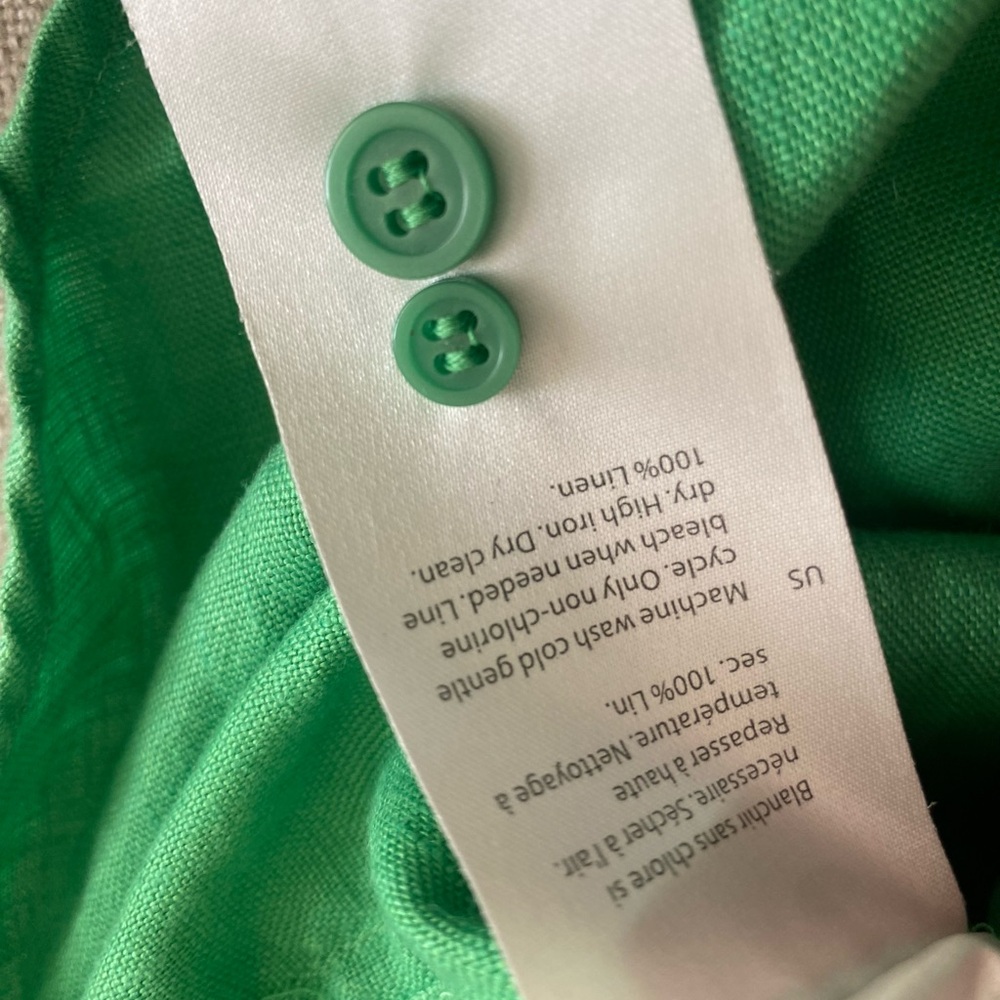 Blanchir sans chlore si
nécessaire. Sécher à l'air.
Repasser à haute
température. Nettoyage à
sec. 100% Lin.
US
Machine wash cold gentle
cycle. Only non-chlorine
bleach when needed. Line
dry. High iron. Dry clean.
100% Linen.